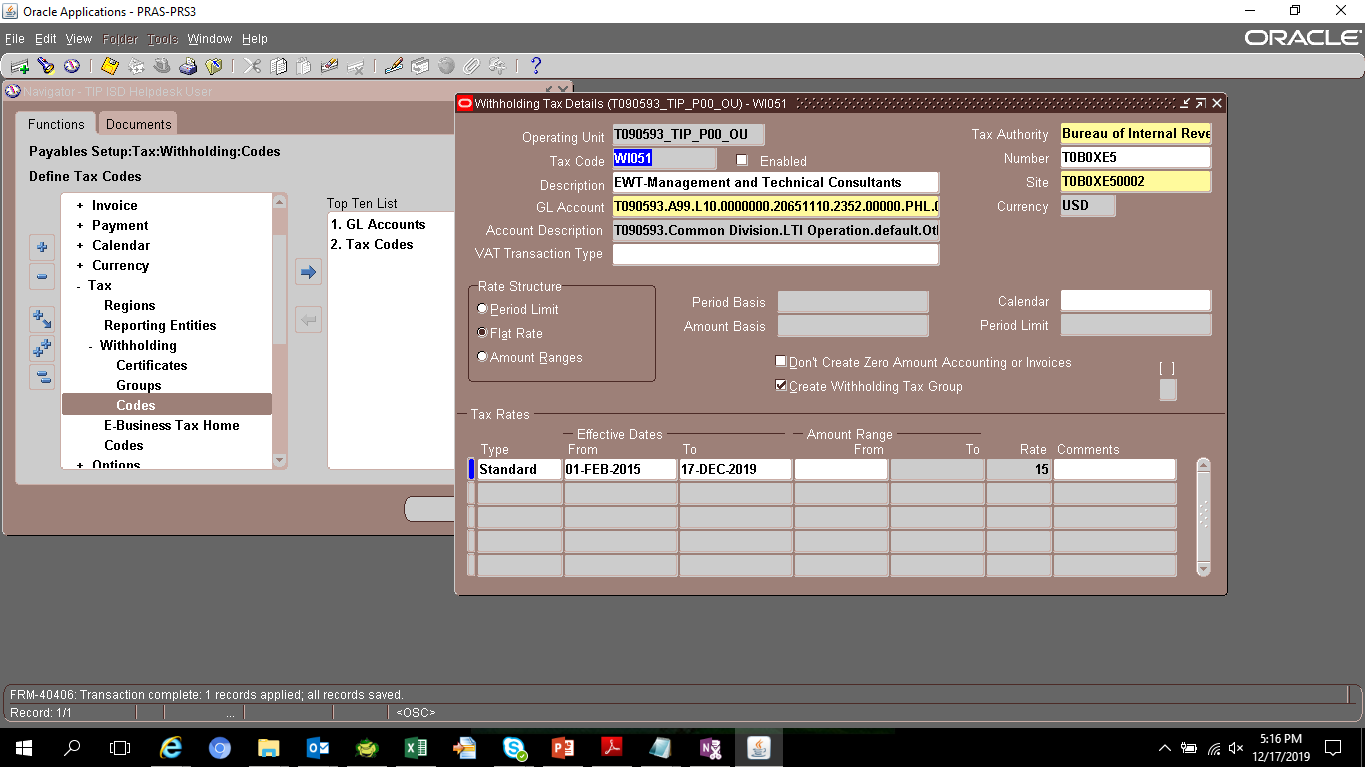 Oracle Applications - PRAS-PRS3
File Edit View Folder Tools Window Help
ORACLE
Navigator - TIP ISD Helpdesk User
Functions Documents
Payables Setup:Tax:Withholding:Codes
Define Tax Codes
+ Invoice
+ Payment
+ Calendar
+ Currency
- Tax
Regions
Reporting Entities
- Withholding
Certificates
Groups
Codes
E-Business Tax Home
Codes
+ Options
Top Ten List
1. GL Accounts
2. Tax Codes
Withholding Tax Details (T090593_TIP_P00_OU) - WI051
Operating Unit T090593_TIP_P00_OU
Tax Code WI051 Enabled
Description EWT-Management and Technical Consultants
GL Account T090593.A99.L10.0000000.20651110.2352.00000.PHL.0
Account Description T090593.Common Division.LTI Operation.default.Otl
VAT Transaction Type
Tax Authority Bureau of Internal Reve
Number T0B0XE5
Site T0B0XE50002
Currency USD
Rate Structure
Period Limit
Flat Rate
Amount Ranges
Period Basis
Amount Basis
Calendar
Period Limit
Don't Create Zero Amount Accounting or Invoices
Create Withholding Tax Group
[ ]
Tax Rates
Effective Dates Amount Range
Type From To From To Rate Comments
Standard 01-FEB-2015 17-DEC-2019 15
FRM-40406: Transaction complete: 1 records applied; all records saved.
Record: 1/1 ... <OSC>
5:16 PM
12/17/2019